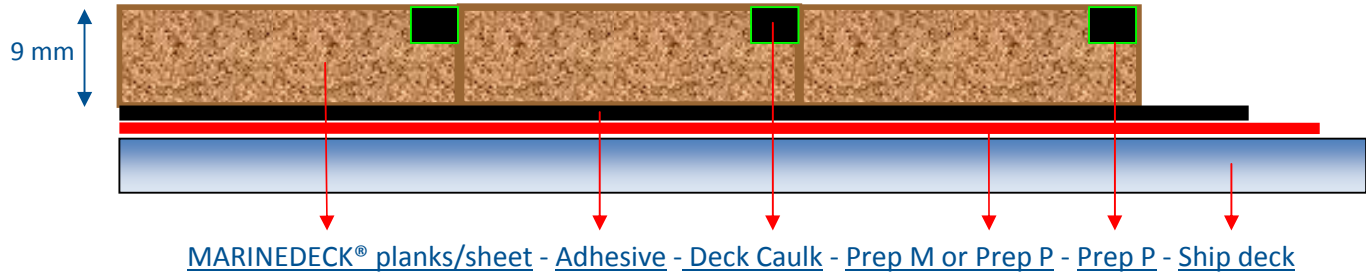 9 mm
MARINEDECK® planks/sheet - Adhesive - Deck Caulk - Prep M or Prep P - Prep P - Ship deck